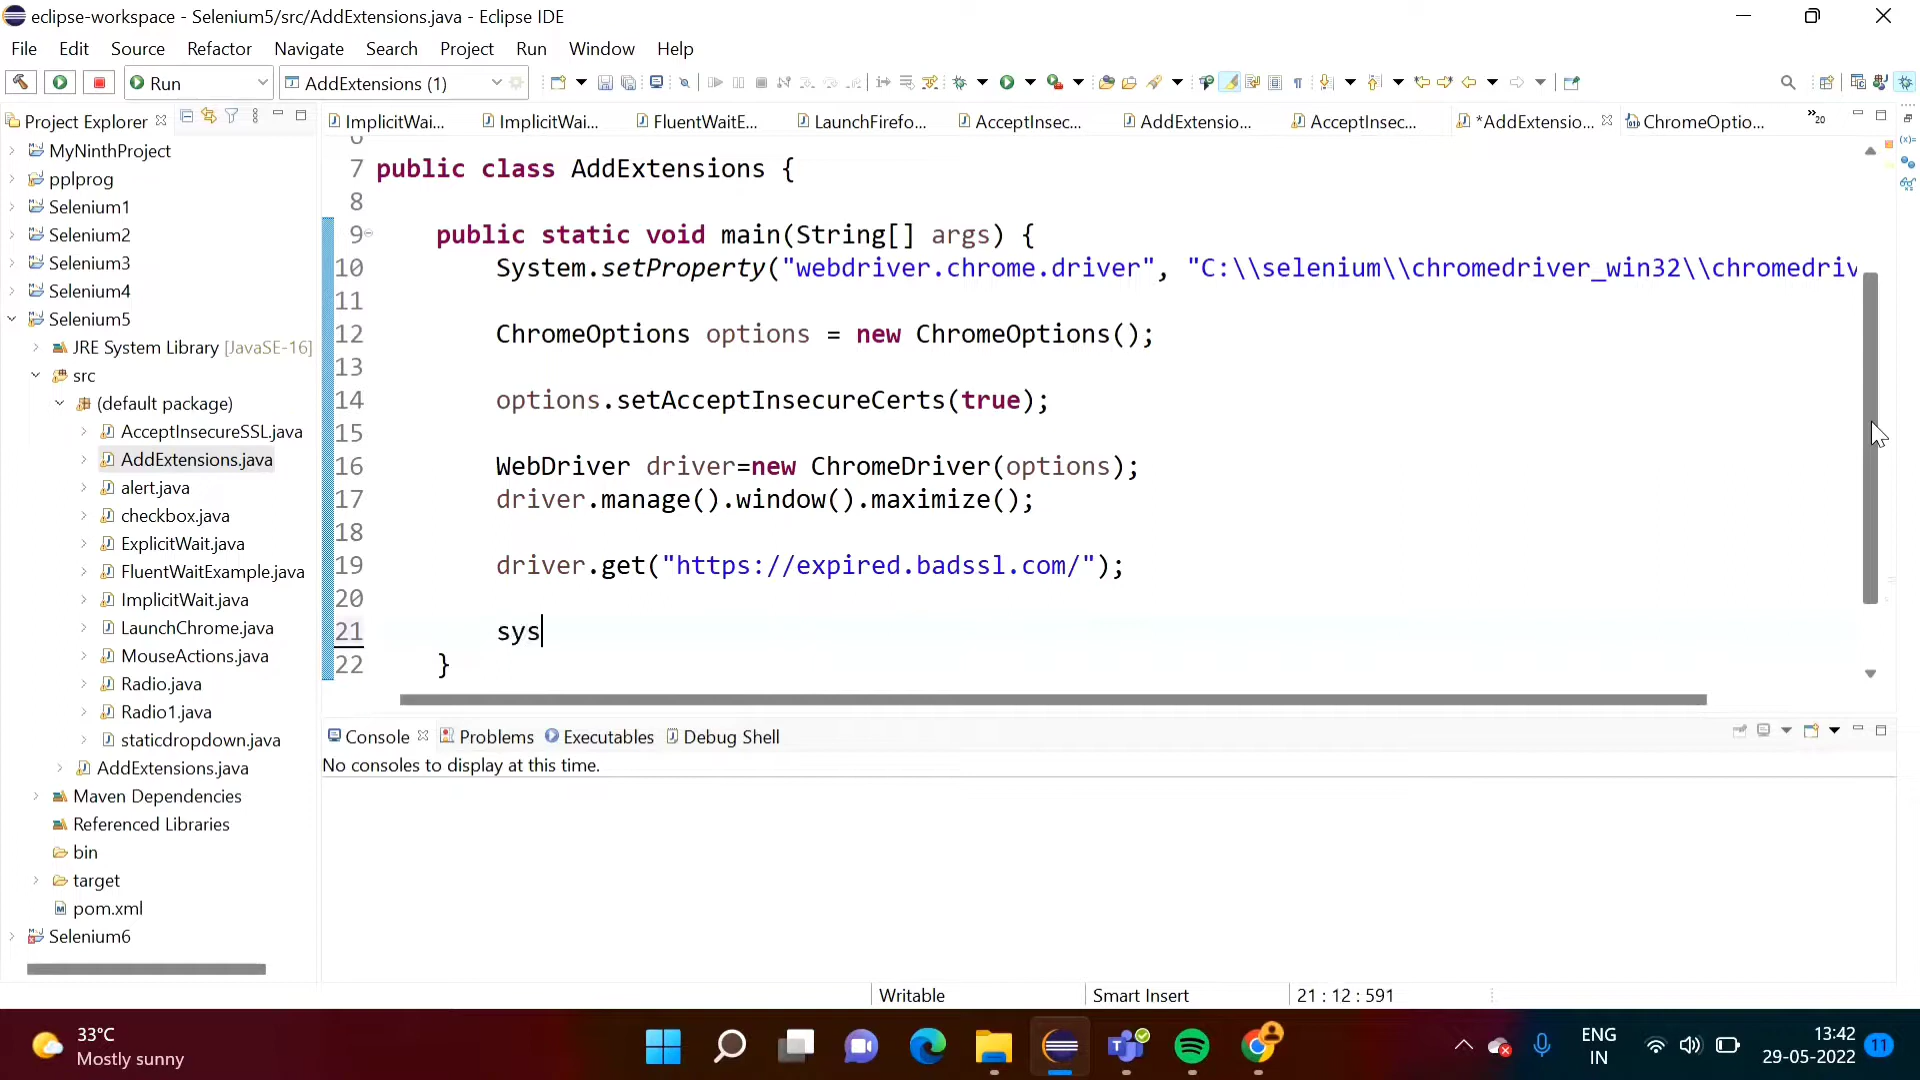 eclipse-workspace - Selenium5/src/AddExtensions.java - Eclipse IDE
File Edit Source Refactor Navigate Search Project Run Window Help
Run AddExtensions (1)
Project Explorer
ImplicitWai... ImplicitWai... FluentWaitE... LaunchFirefo... AcceptInsec... AddExtensio... AcceptInsec... *AddExtensio... ChromeOptio... »20
MyNinthProject
pplprog
Selenium1
Selenium2
Selenium3
Selenium4
Selenium5
JRE System Library [JavaSE-16]
src
(default package)
AcceptInsecureSSL.java
AddExtensions.java
alert.java
checkbox.java
ExplicitWait.java
FluentWaitExample.java
ImplicitWait.java
LaunchChrome.java
MouseActions.java
Radio.java
Radio1.java
staticdropdown.java
AddExtensions.java
Maven Dependencies
Referenced Libraries
bin
target
pom.xml
Selenium6
7 public class AddExtensions {
8
9 public static void main(String[] args) {
10 System.setProperty("webdriver.chrome.driver", "C:\\selenium\\chromedriver_win32\\chromedriv
11
12 ChromeOptions options = new ChromeOptions();
13
14 options.setAcceptInsecureCerts(true);
15
16 WebDriver driver=new ChromeDriver(options);
17 driver.manage().window().maximize();
18
19 driver.get("https://expired.badssl.com/");
20
21 sys
22 }
Console Problems Executables Debug Shell
No consoles to display at this time.
Writable Smart Insert 21 : 12 : 591
33°C
Mostly sunny
ENG
IN
13:42
29-05-2022
11